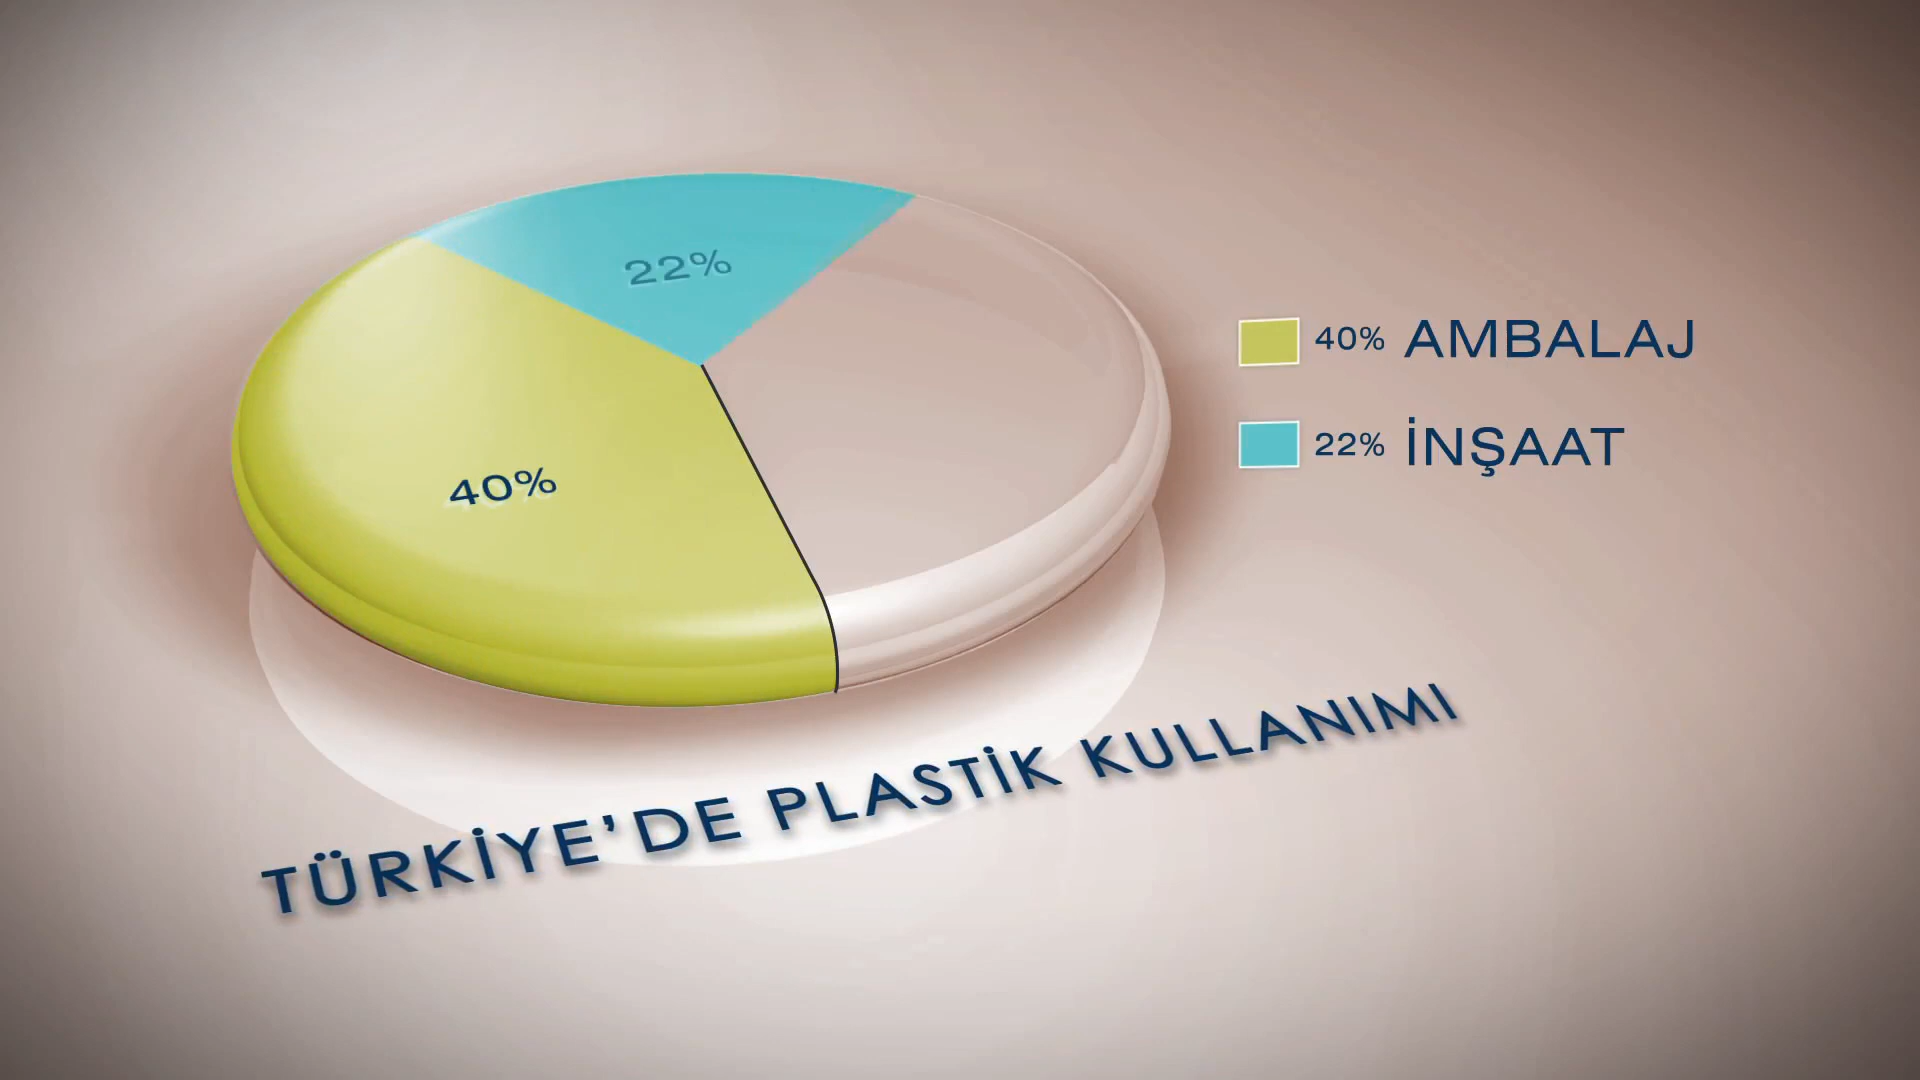 22%
40%
40% AMBALAJ
22% İNŞAAT
TÜRKİYE'DE PLASTİK KULLANIMI